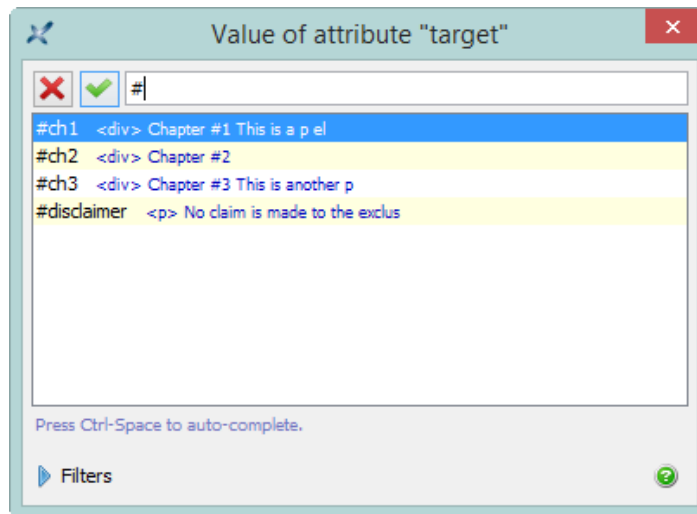 Value of attribute "target"
#
#ch1 <div> Chapter #1 This is a p el
#ch2 <div> Chapter #2
#ch3 <div> Chapter #3 This is another p
#disclaimer <p> No claim is made to the exclus
Press Ctrl-Space to auto-complete.
Filters